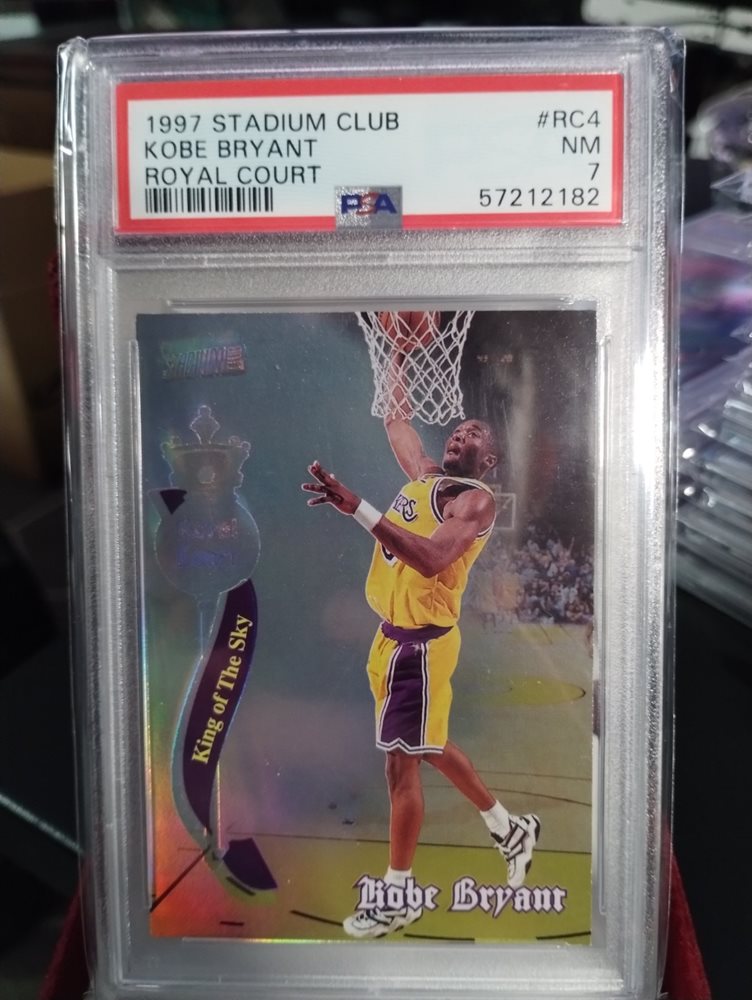 1997 STADIUM CLUB
#RC4
KOBE BRYANT
NM
ROYAL COURT
7
PSA
57212182
King of The Sky
Kobe Bryant